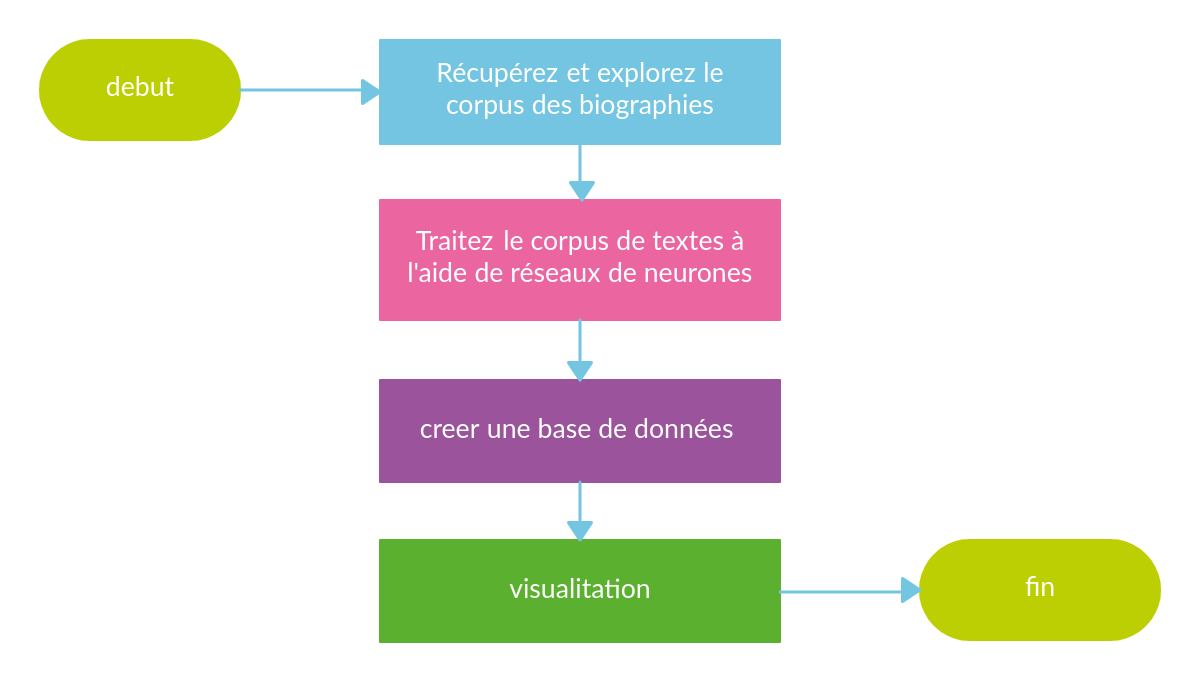 debut
Récupérez et explorez le
corpus des biographies
Traitez le corpus de textes à
l'aide de réseaux de neurones
creer une base de données
visualitation
fin